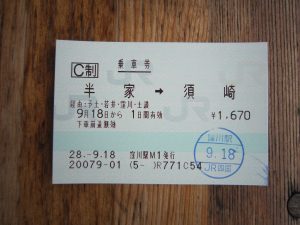 C制
乗車券
半家 → 須崎
経由:予土・若井・窪川・土讃
9月18日から 1日間有効 ¥1,670
下車前途無効
窪川駅
9.18
JR四国
28.-9.18 窪川駅M1発行
20079-01 (5- )R771C54